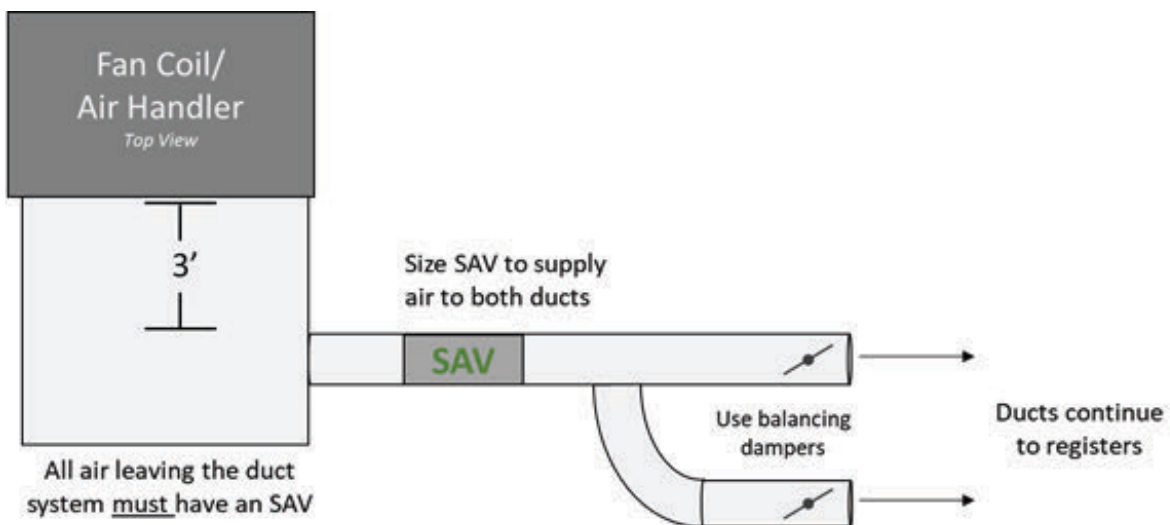 Fan Coil/
Air Handler
Top View
3’
Size SAV to supply
air to both ducts
SAV
Use balancing
dampers
Ducts continue
to registers
All air leaving the duct
system must have an SAV